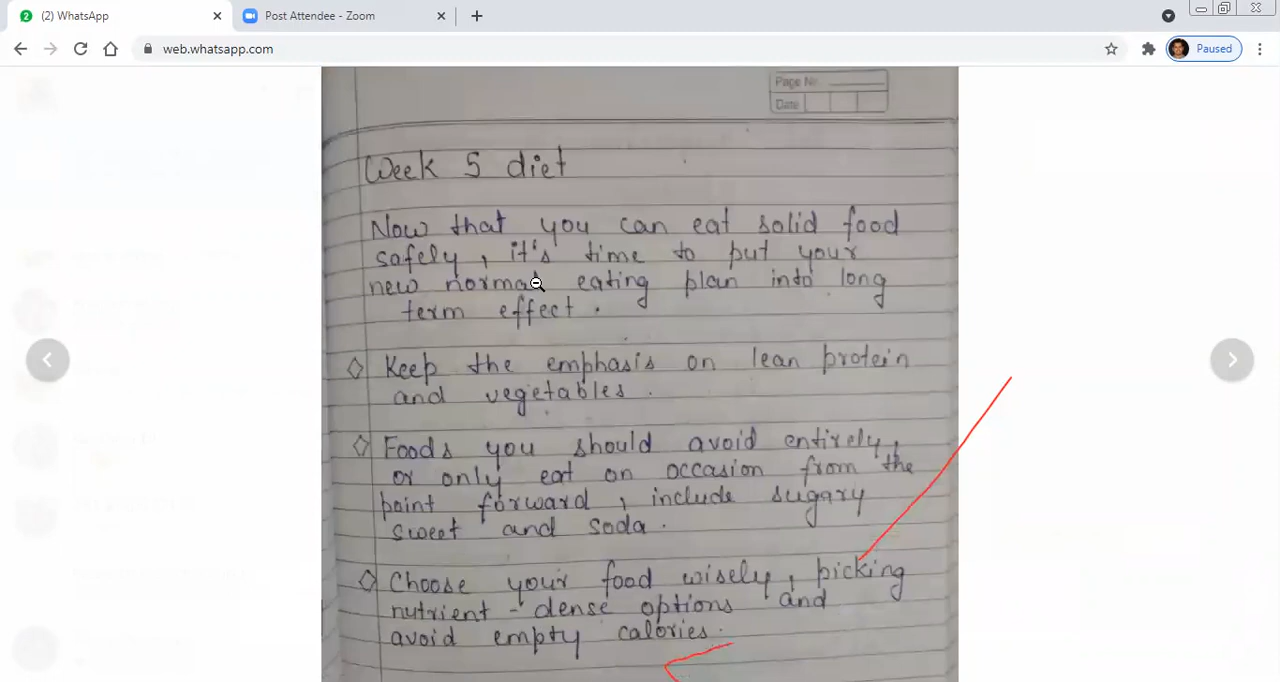 (2) WhatsApp
Post Attendee - Zoom
web.whatsapp.com
Paused
Page No.
Date
Week 5 diet
Now that you can eat solid food
safely, it's time to put your
new normal eating plan into long
term effect.
Keep the emphasis on lean protein
and vegetables.
Foods you should avoid entirely,
or only eat on occasion from the
point forward, include sugary
sweet and soda.
Choose your food wisely, picking
nutrient - dense options and
avoid empty calories.